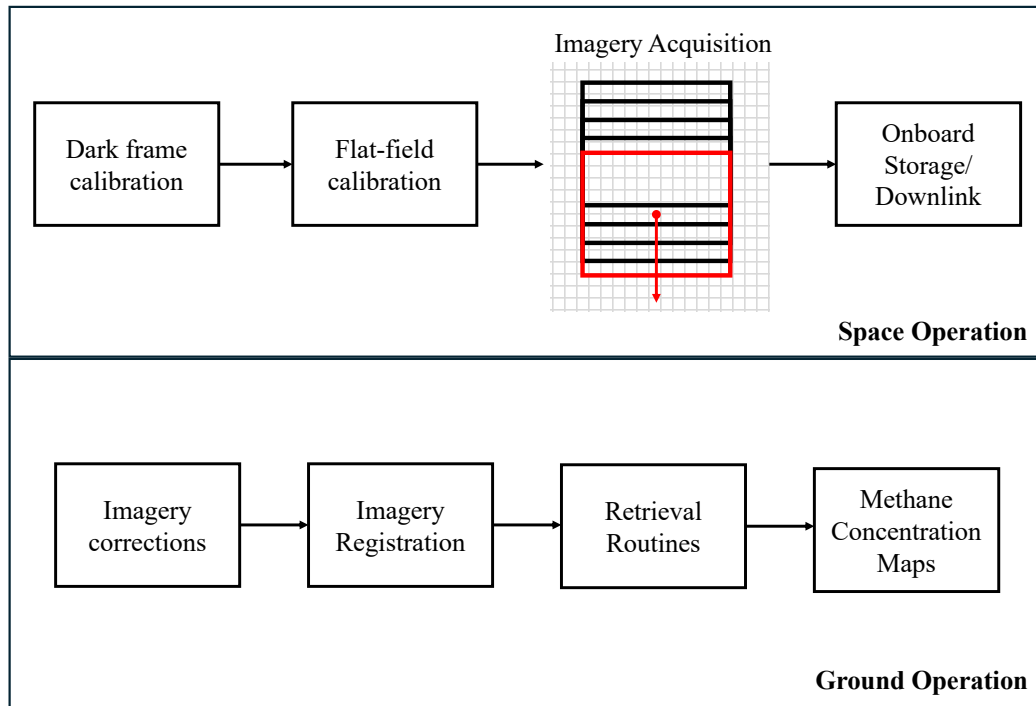 Imagery Acquisition
Dark frame
calibration
Flat-field
calibration
Onboard
Storage/
Downlink
Space Operation
Imagery
corrections
Imagery
Registration
Retrieval
Routines
Methane
Concentration
Maps
Ground Operation